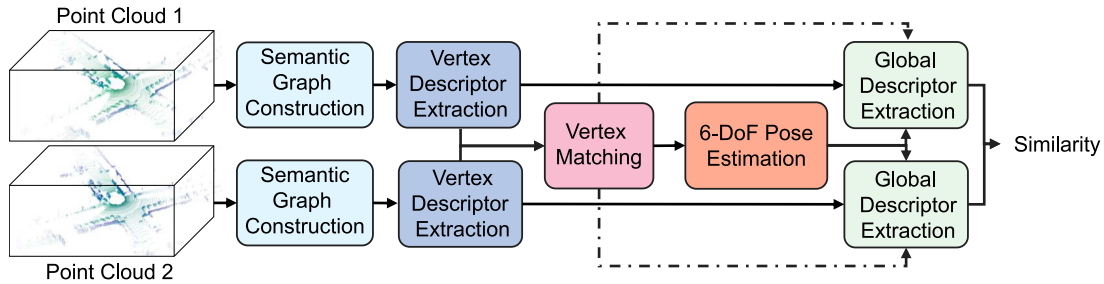 Point Cloud 1
Semantic
Graph
Construction
Vertex
Descriptor
Extraction
Global
Descriptor
Extraction
Vertex
Matching
6-DoF Pose
Estimation
Similarity
Semantic
Graph
Construction
Vertex
Descriptor
Extraction
Global
Descriptor
Extraction
Point Cloud 2